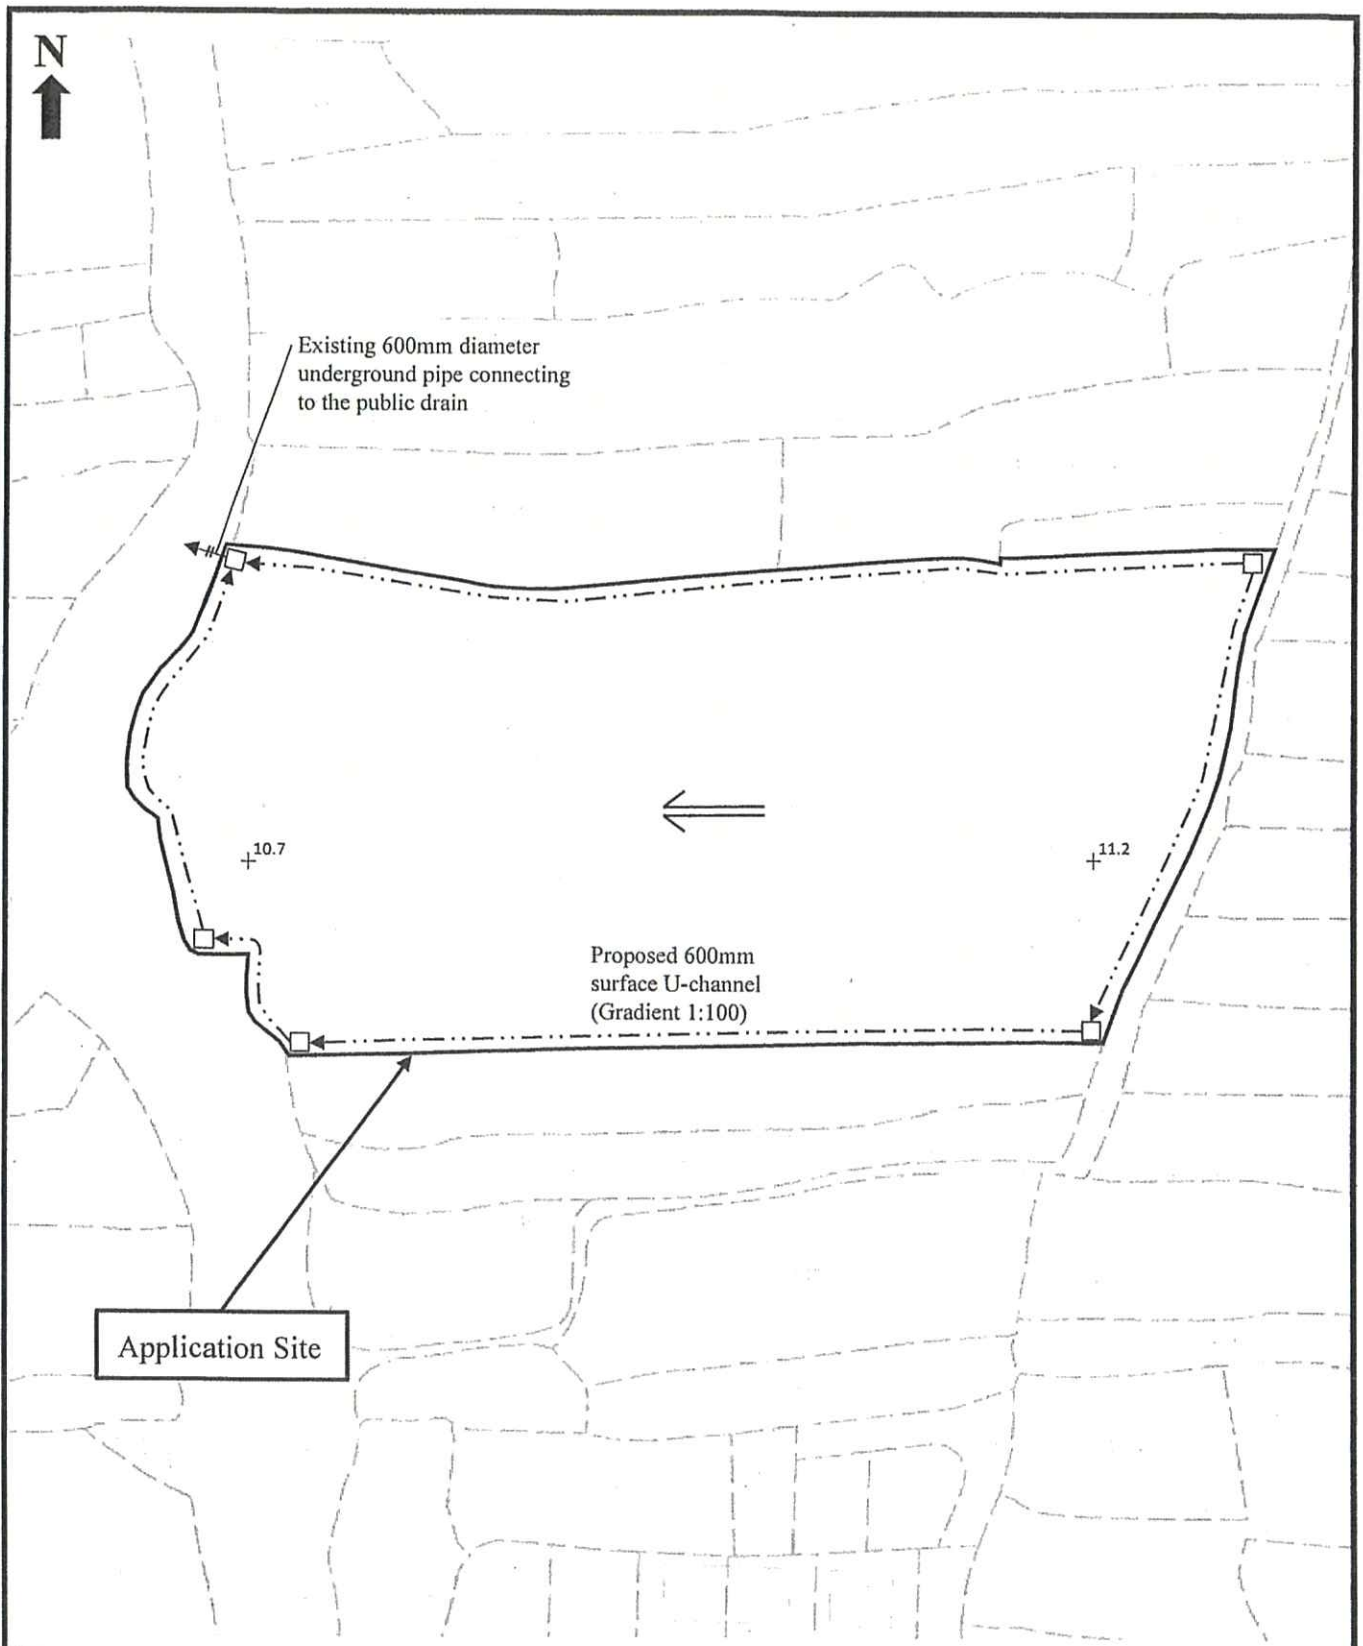 N
Existing 600mm diameter
underground pipe connecting
to the public drain
10.7
11.2
Proposed 600mm
surface U-channel
(Gradient 1:100)
Application Site